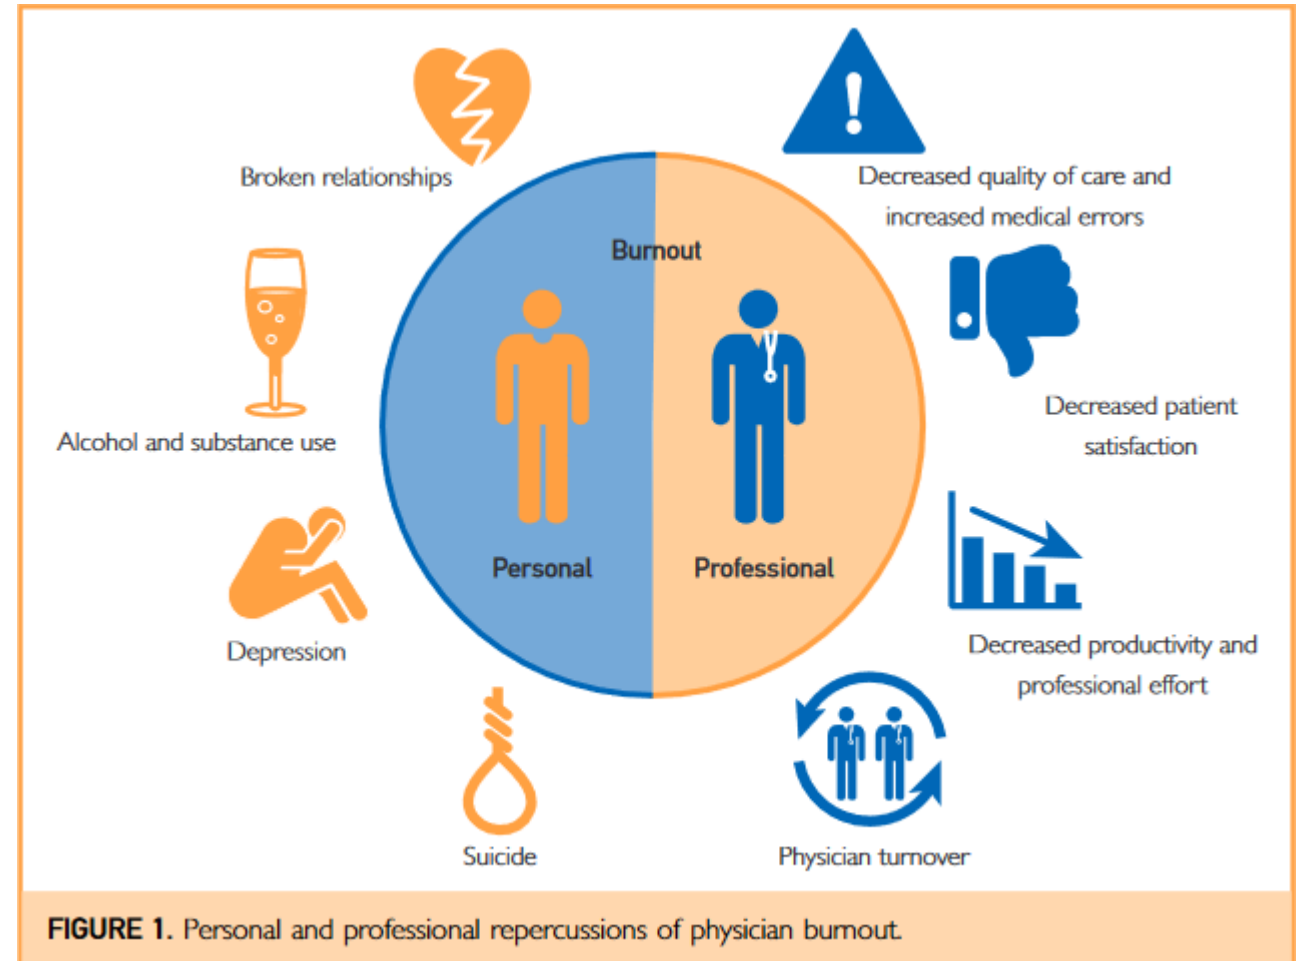 Broken relationships
Decreased quality of care and
increased medical errors
Burnout
Alcohol and substance use
Decreased patient
satisfaction
Personal
Professional
Depression
Decreased productivity and
professional effort
Suicide
Physician turnover
FIGURE 1. Personal and professional repercussions of physician burnout.